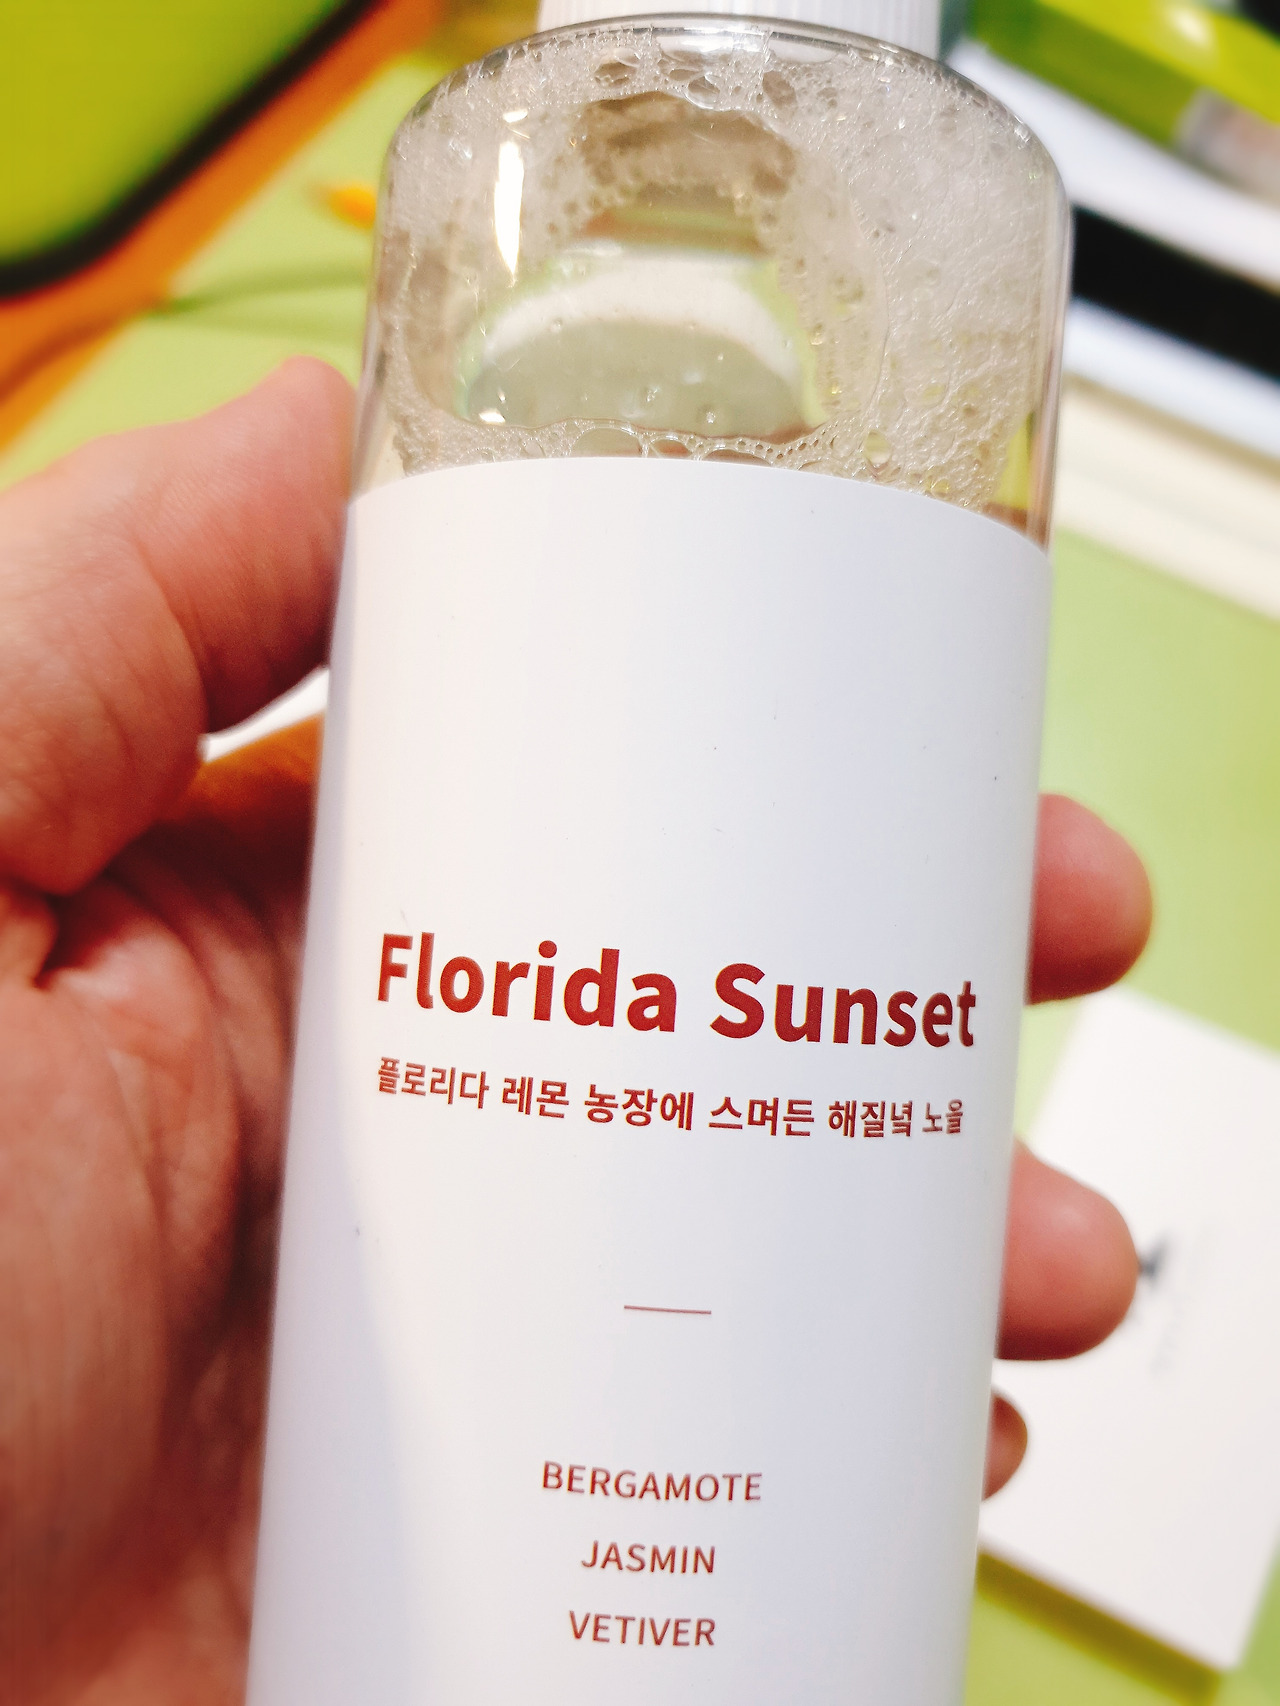 Florida Sunset
플로리다 레몬 농장에 스며든 해질녘 노을
BERGAMOTE
JASMIN
VETIVER